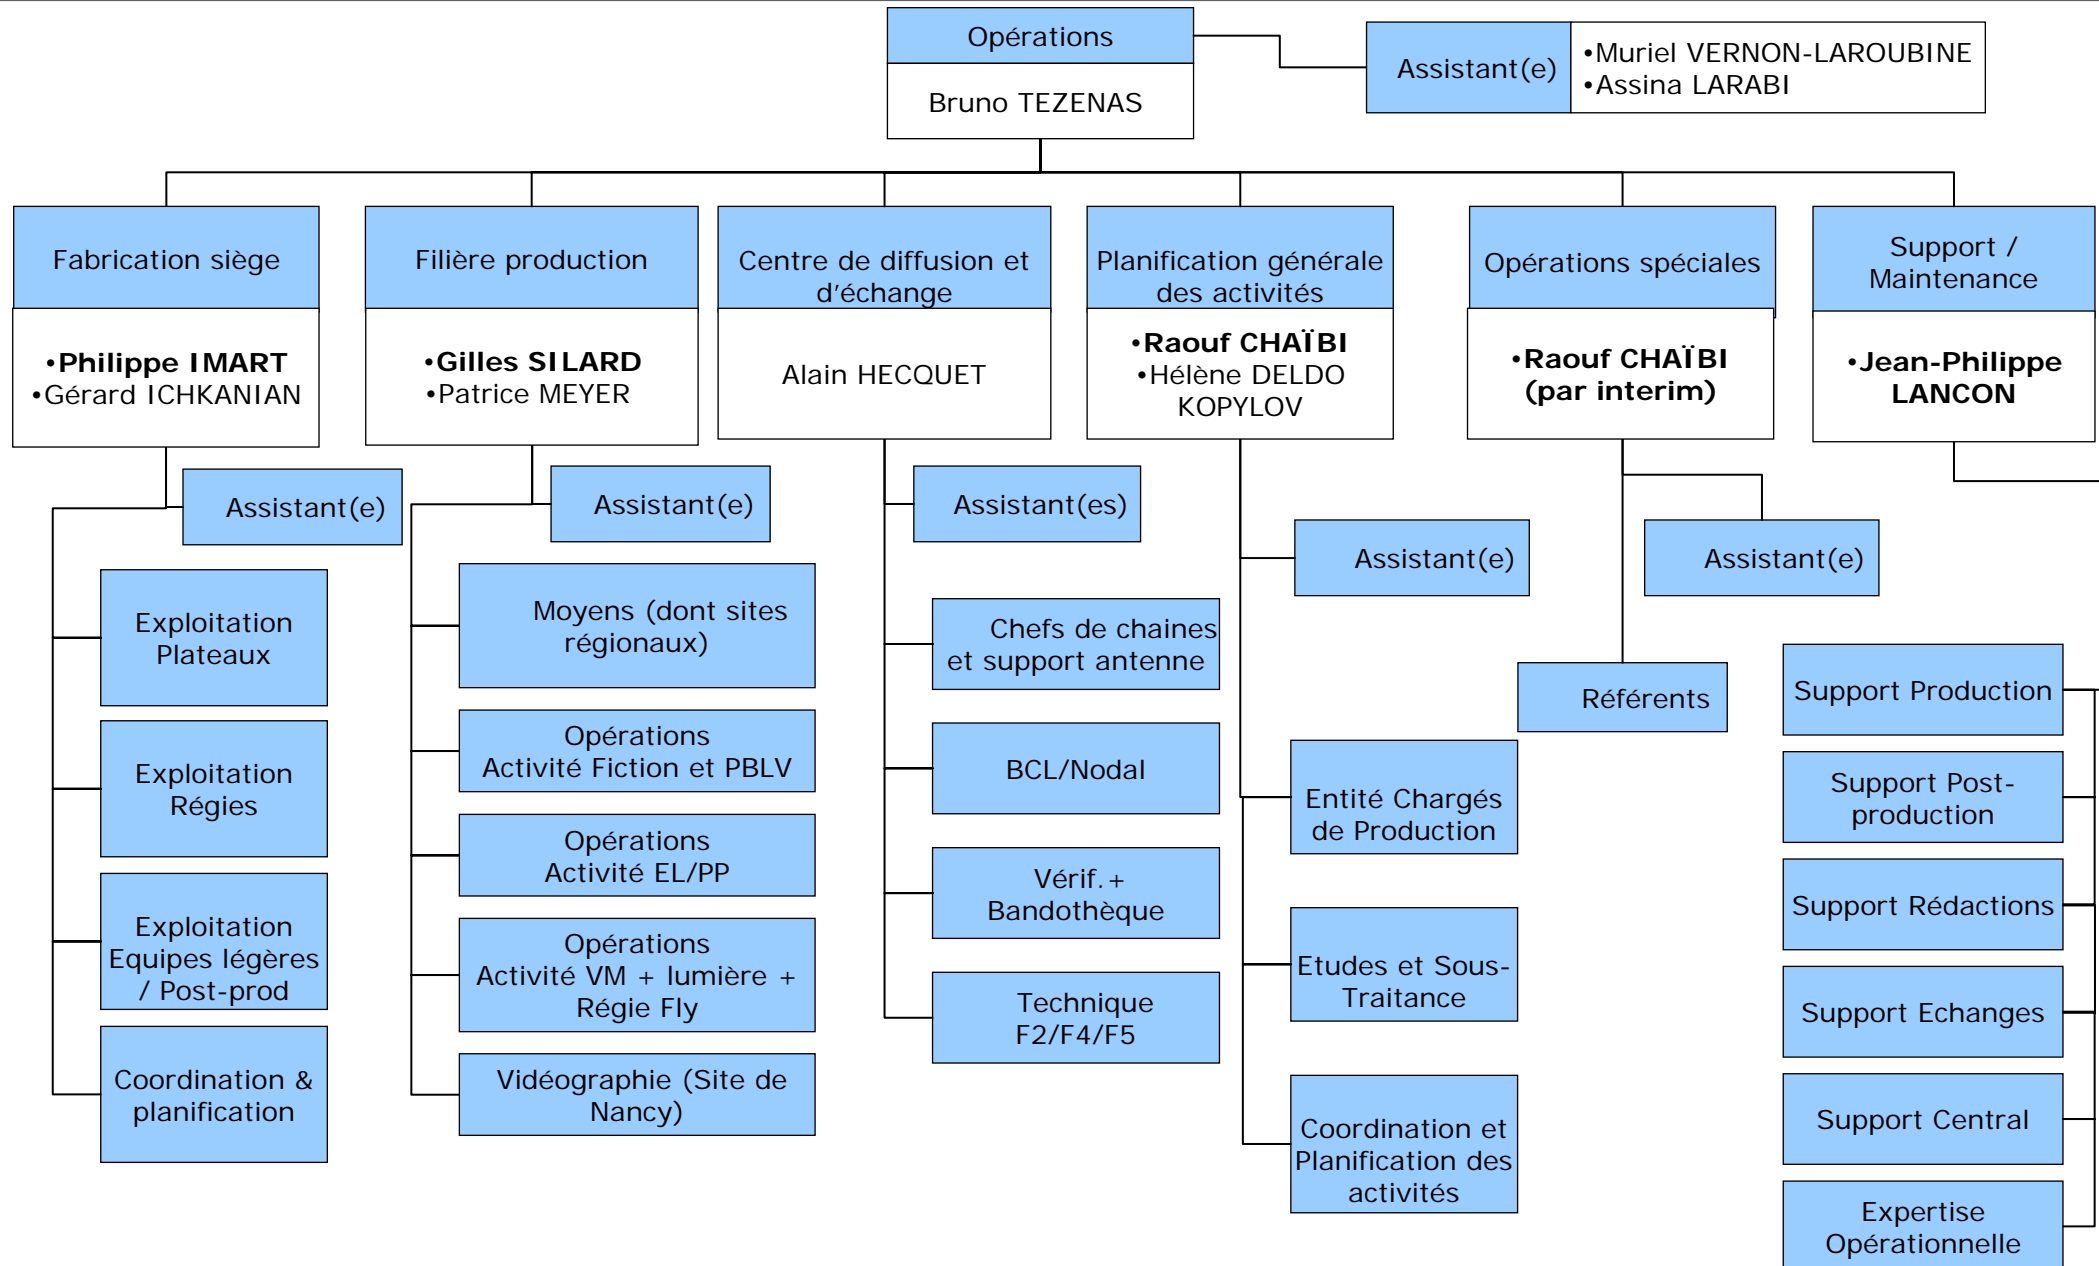 Opérations
Bruno TEZENAS
Assistant(e)
•Muriel VERNON-LAROUBINE
•Assina LARABI
Fabrication siège
•Philippe IMART
•Gérard ICHKANIAN
Filière production
•Gilles SILARD
•Patrice MEYER
Centre de diffusion et
d'échange
Alain HECQUET
Planification générale
des activités
•Raouf CHAÏBI
•Hélène DELDO
KOPYLOV
Opérations spéciales
•Raouf CHAÏBI
(par interim)
Support /
Maintenance
•Jean-Philippe
LANCON
Assistant(e)
Exploitation
Plateaux
Exploitation
Régies
Exploitation
Equipes légères
/ Post-prod
Coordination &
planification
Assistant(e)
Moyens (dont sites
régionaux)
Opérations
Activité Fiction et PBLV
Opérations
Activité EL/PP
Opérations
Activité VM + lumière +
Régie Fly
Vidéographie (Site de
Nancy)
Assistant(es)
Chefs de chaines
et support antenne
BCL/Nodal
Vérif.+
Bandothèque
Technique
F2/F4/F5
Assistant(e)
Entité Chargés
de Production
Etudes et Sous-
Traitance
Coordination et
Planification des
activités
Assistant(e)
Référents
Support Production
Support Post-
production
Support Rédactions
Support Echanges
Support Central
Expertise
Opérationnelle